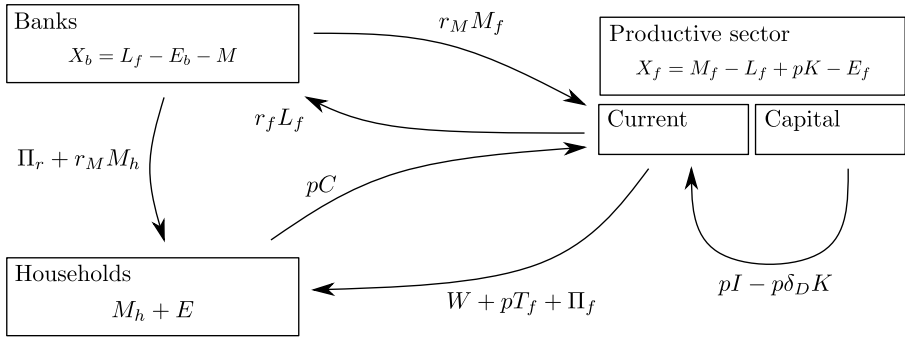 Banks
X_b = L_f − E_b − M
r_M M_f
Productive sector
X_f = M_f − L_f + pK − E_f
Current
Capital
r_f L_f
Π_r + r_M M_h
pC
Households
M_h + E
W + pT_f + Π_f
pI − pδ_D K